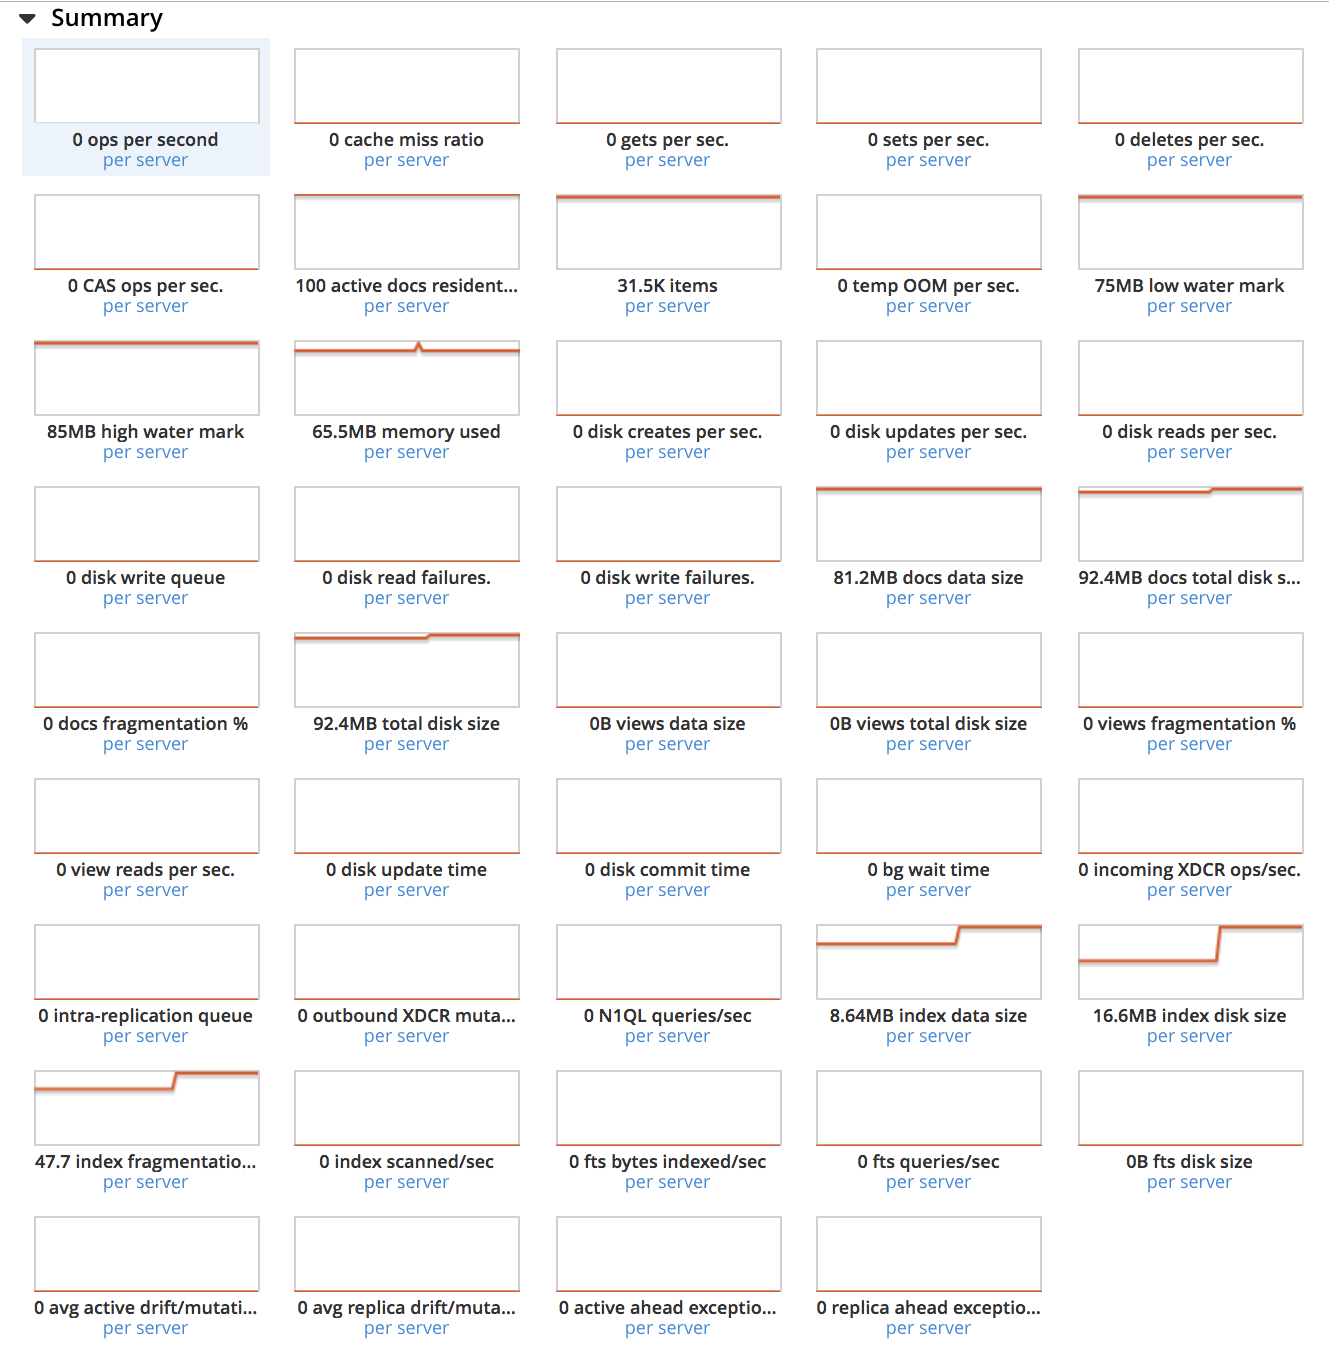 Summary
0 ops per second
per server
0 cache miss ratio
per server
0 gets per sec.
per server
0 sets per sec.
per server
0 deletes per sec.
per server
0 CAS ops per sec.
per server
100 active docs resident...
per server
31.5K items
per server
0 temp OOM per sec.
per server
75MB low water mark
per server
85MB high water mark
per server
65.5MB memory used
per server
0 disk creates per sec.
per server
0 disk updates per sec.
per server
0 disk reads per sec.
per server
0 disk write queue
per server
0 disk read failures.
per server
0 disk write failures.
per server
81.2MB docs data size
per server
92.4MB docs total disk s...
per server
0 docs fragmentation %
per server
92.4MB total disk size
per server
0B views data size
per server
0B views total disk size
per server
0 views fragmentation %
per server
0 view reads per sec.
per server
0 disk update time
per server
0 disk commit time
per server
0 bg wait time
per server
0 incoming XDCR ops/sec.
per server
0 intra-replication queue
per server
0 outbound XDCR muta...
per server
0 N1QL queries/sec
per server
8.64MB index data size
per server
16.6MB index disk size
per server
47.7 index fragmentatio...
per server
0 index scanned/sec
per server
0 fts bytes indexed/sec
per server
0 fts queries/sec
per server
0B fts disk size
per server
0 avg active drift/mutati...
per server
0 avg replica drift/muta...
per server
0 active ahead exceptio...
per server
0 replica ahead exceptio...
per server